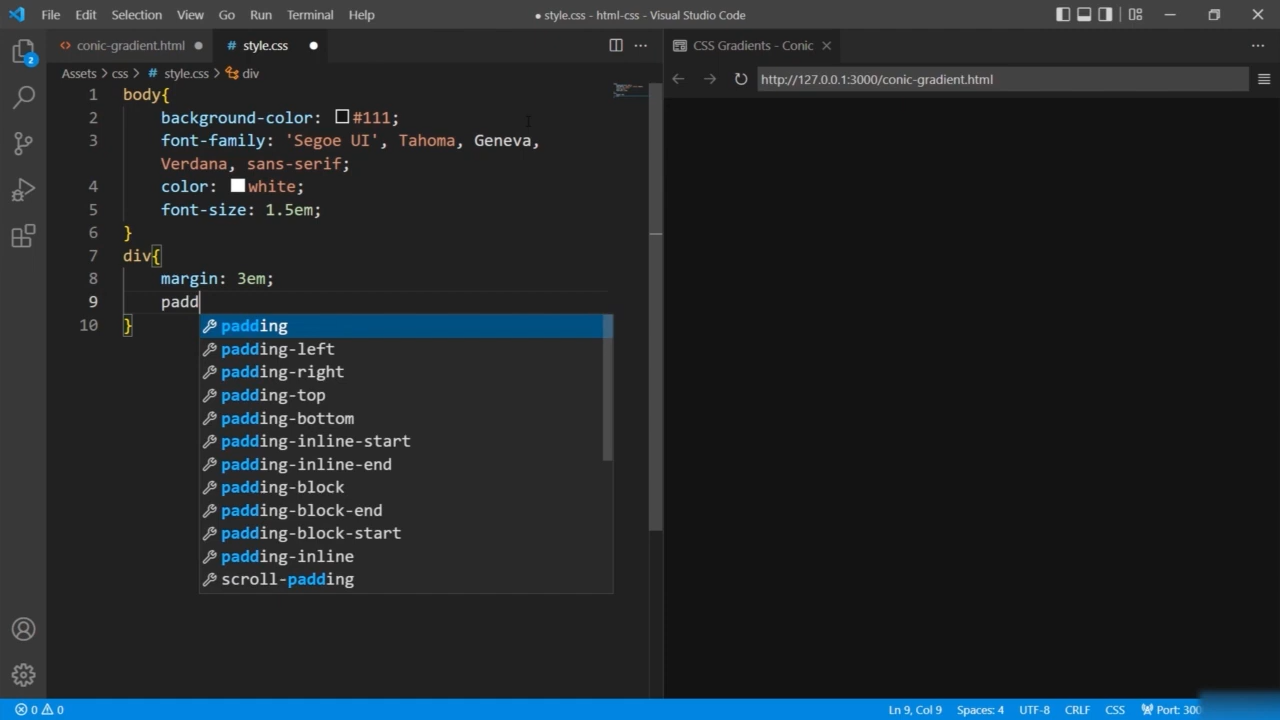 File Edit Selection View Go Run Terminal Help
● style.css - html-css - Visual Studio Code
conic-gradient.html ●
# style.css ●
CSS Gradients - Conic
Assets > css > # style.css > div
http://127.0.0.1:3000/conic-gradient.html
2
1 body{
2 background-color: #111;
3 font-family: 'Segoe UI', Tahoma, Geneva,
Verdana, sans-serif;
4 color: white;
5 font-size: 1.5em;
6 }
7 div{
8 margin: 3em;
9 padd
10 }
padding
padding-left
padding-right
padding-top
padding-bottom
padding-inline-start
padding-inline-end
padding-block
padding-block-end
padding-block-start
padding-inline
scroll-padding
0 0
Ln 9, Col 9 Spaces: 4 UTF-8 CRLF CSS Port: 300